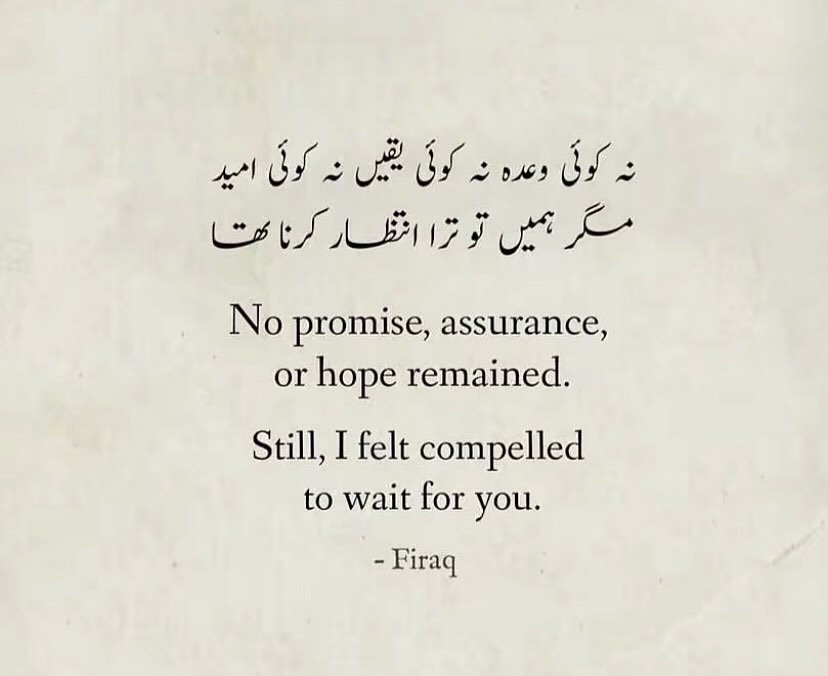 نہ کوئی وعدہ نہ کوئی یقیں نہ کوئی امید
مگر ہمیں تو ترا انتظار کرنا تھا
No promise, assurance,
or hope remained.
Still, I felt compelled
to wait for you.
- Firaq